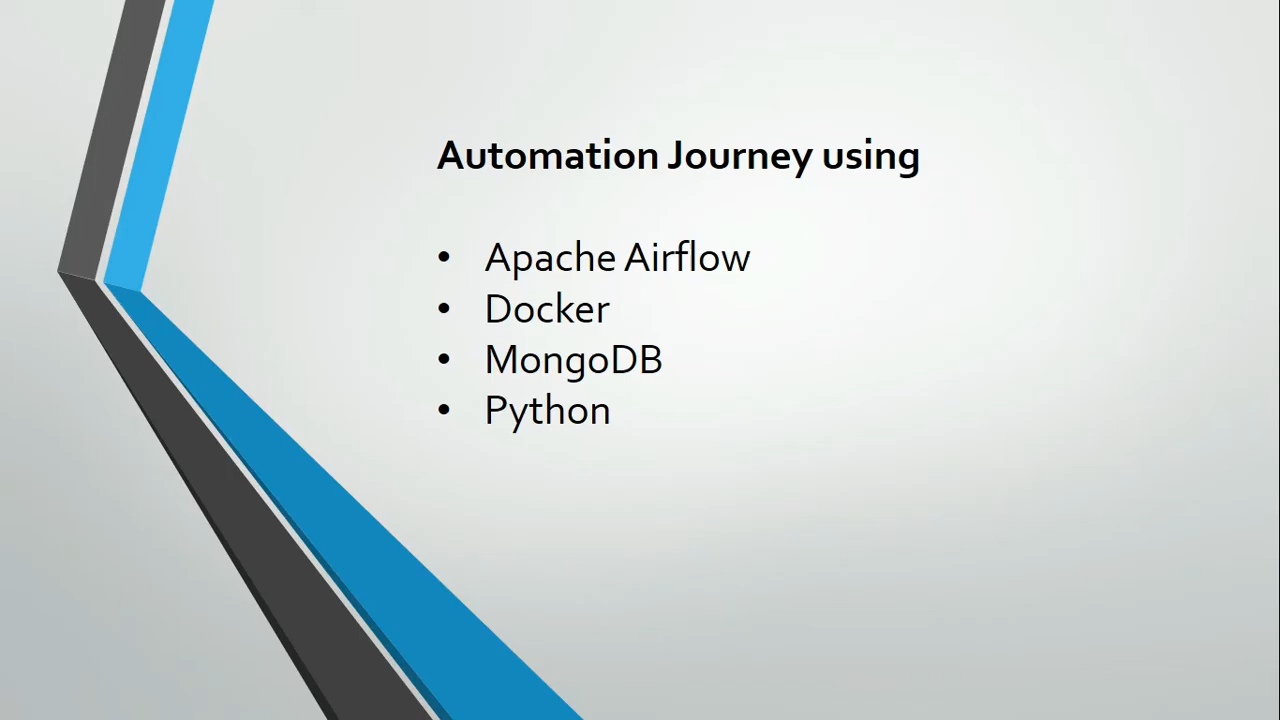 Automation Journey using
• Apache Airflow
• Docker
• MongoDB
• Python